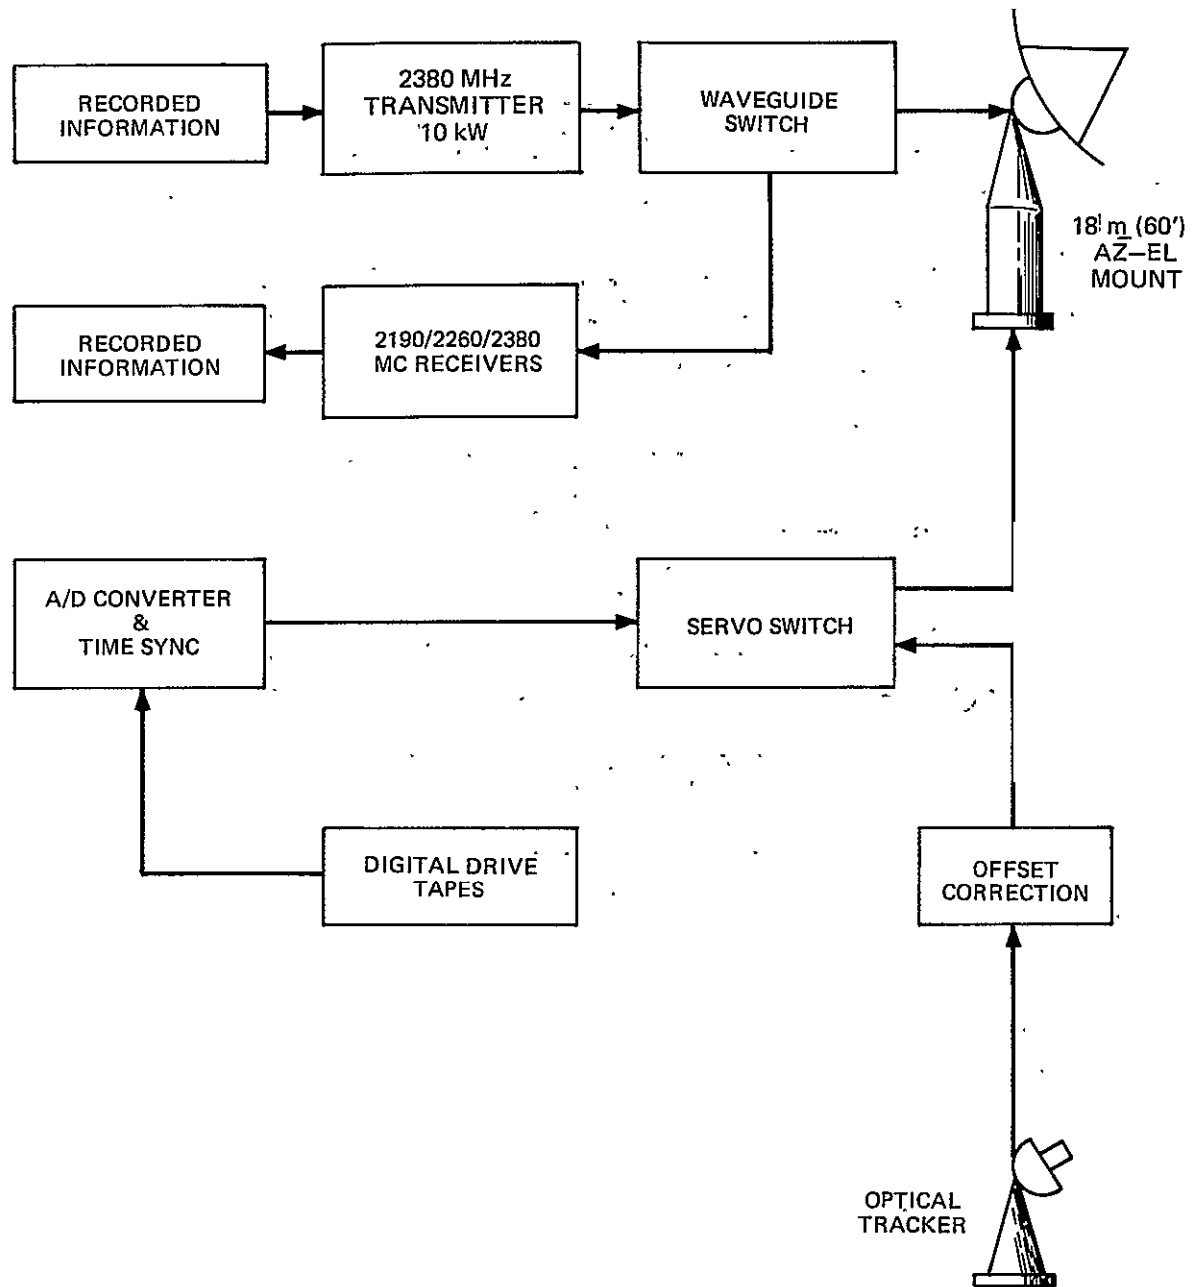 RECORDED
INFORMATION
2380 MHz
TRANSMITTER
10 kW
WAVEGUIDE
SWITCH
18 m (60')
AZ–EL
MOUNT
RECORDED
INFORMATION
2190/2260/2380
MC RECEIVERS
A/D CONVERTER
&
TIME SYNC
SERVO SWITCH
DIGITAL DRIVE
TAPES
OFFSET
CORRECTION
OPTICAL
TRACKER